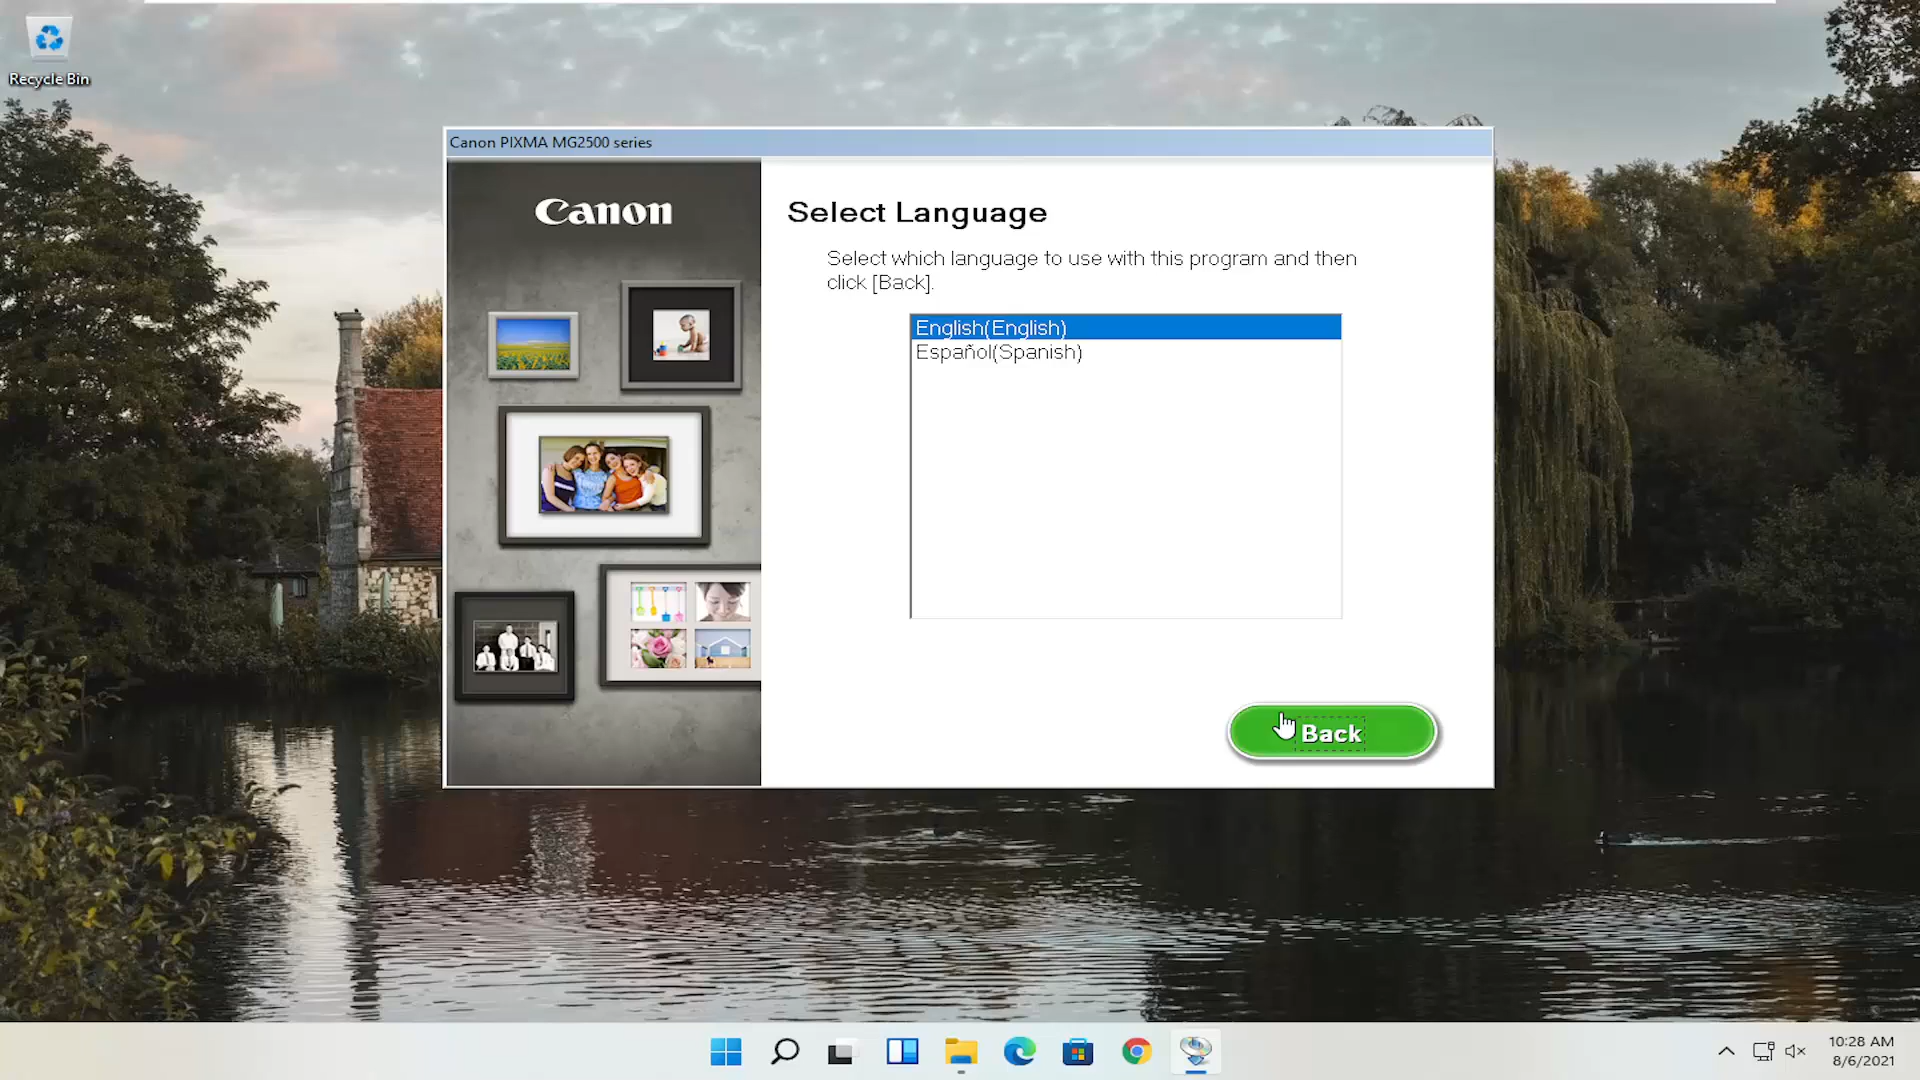 Recycle Bin
Canon PIXMA MG2500 series
Canon
Select Language
Select which language to use with this program and then
click [Back].
English(English)
Español(Spanish)
Back
10:28 AM
8/6/2021